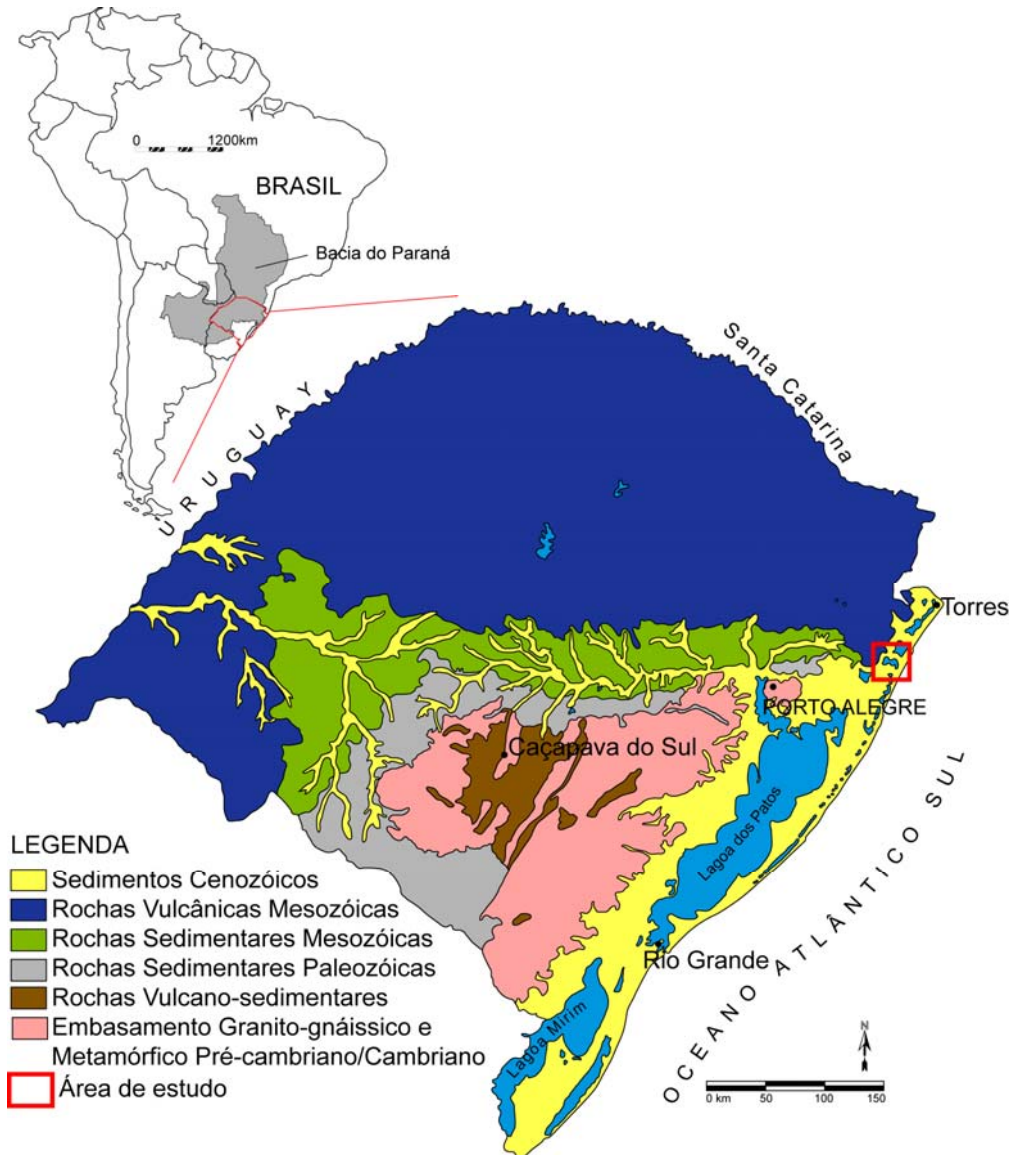 0 1200km
BRASIL
Bacia do Paraná
URUGUAY
Santa Catarina
Torres
PORTO ALEGRE
Caçapava do Sul
Lagoa dos Patos
Rio Grande
Lagoa Mirim
OCEANO ATLÂNTICO SUL
LEGENDA
Sedimentos Cenozóicos
Rochas Vulcânicas Mesozóicas
Rochas Sedimentares Mesozóicas
Rochas Sedimentares Paleozóicas
Rochas Vulcano-sedimentares
Embasamento Granito-gnáissico e
Metamórfico Pré-cambriano/Cambriano
Área de estudo
N
0 km 50 100 150